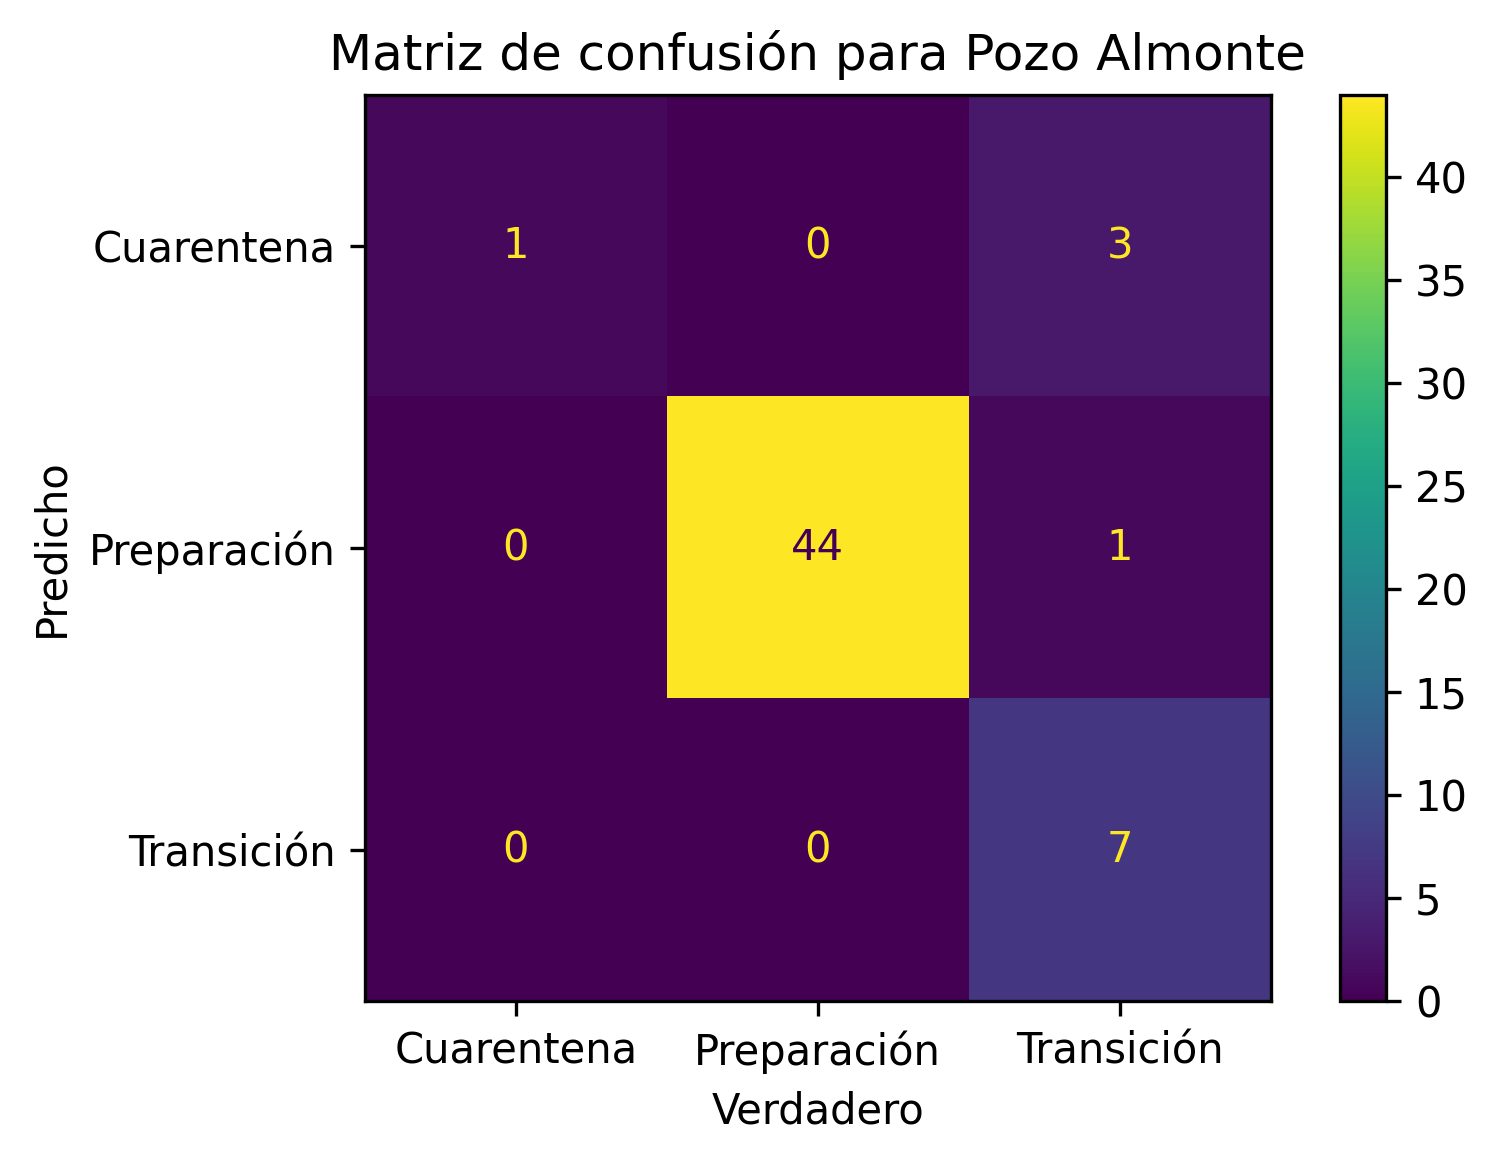 Matriz de confusión para Pozo Almonte
Predicho
Cuarentena
1 0 3
Preparación
0 44 1
Transición
0 0 7
Cuarentena Preparación Transición
Verdadero
40
35
30
25
20
15
10
5
0